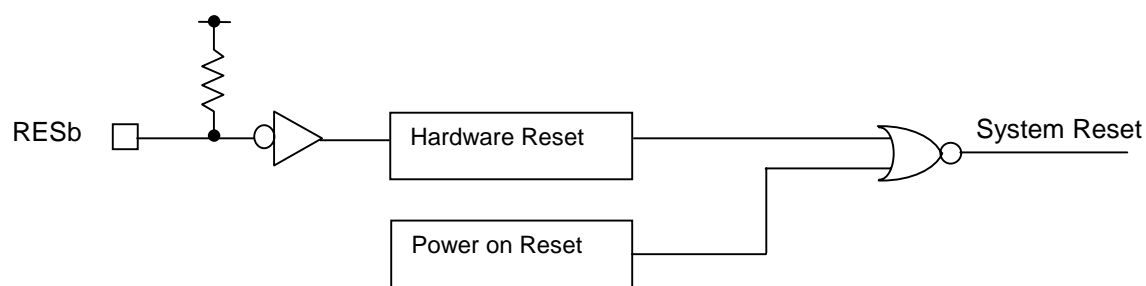 RESb
Hardware Reset
System Reset
Power on Reset